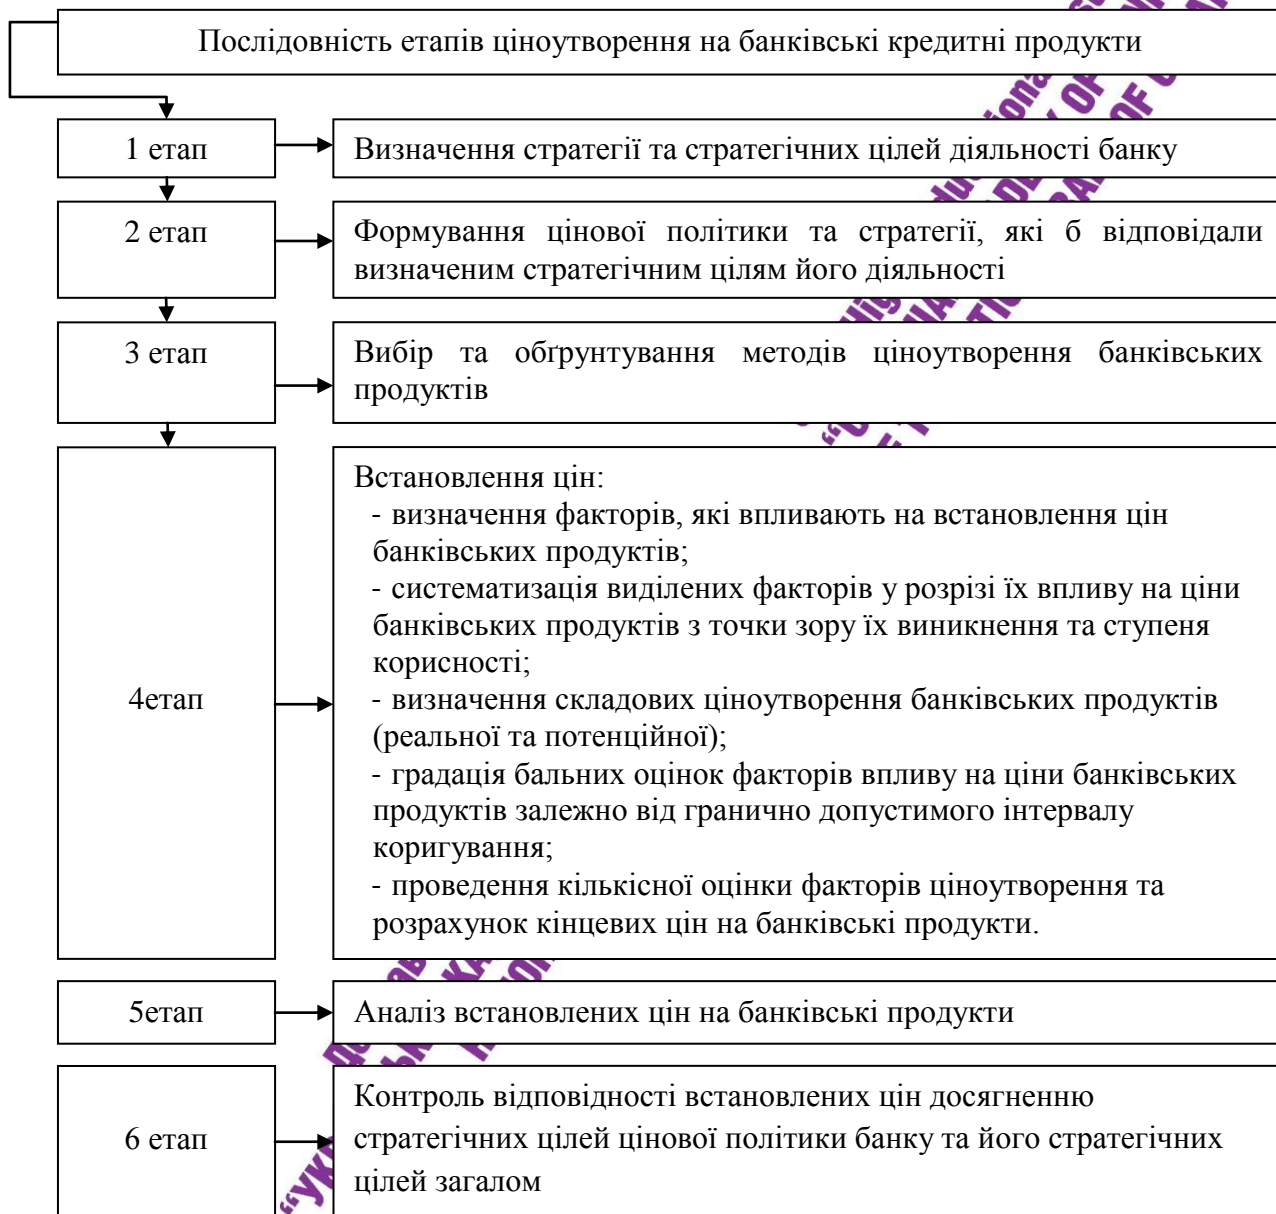 Послідовність етапів ціноутворення на банківські кредитні продукти
1 етап
Визначення стратегії та стратегічних цілей діяльності банку
2 етап
Формування цінової політики та стратегії, які б відповідали
визначеним стратегічним цілям його діяльності
3 етап
Вибір та обґрунтування методів ціноутворення банківських
продуктів
4етап
Встановлення цін:
- визначення факторів, які впливають на встановлення цін
банківських продуктів;
- систематизація виділених факторів у розрізі їх впливу на ціни
банківських продуктів з точки зору їх виникнення та ступеня
корисності;
- визначення складових ціноутворення банківських продуктів
(реальної та потенційної);
- градація бальних оцінок факторів впливу на ціни банківських
продуктів залежно від гранично допустимого інтервалу
коригування;
- проведення кількісної оцінки факторів ціноутворення та
розрахунок кінцевих цін на банківські продукти.
5етап
Аналіз встановлених цін на банківські продукти
6 етап
Контроль відповідності встановлених цін досягненню
стратегічних цілей цінової політики банку та його стратегічних
цілей загалом